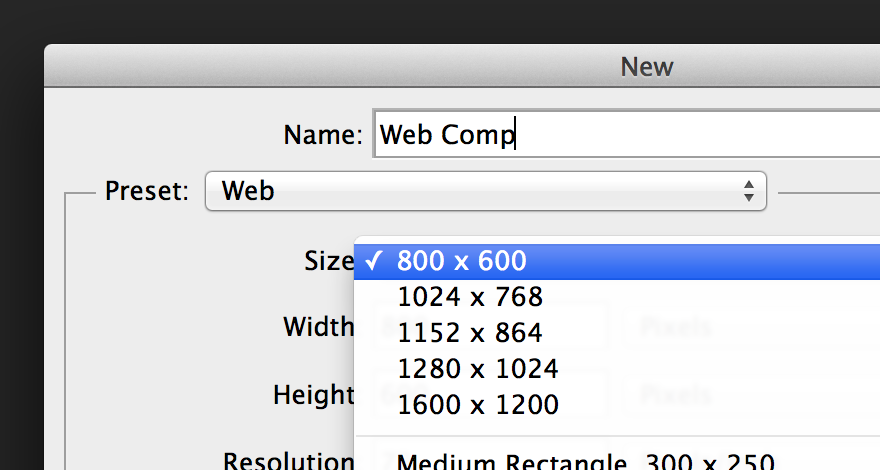 New
Name: Web Comp
Preset: Web
Size ✓ 800 x 600
1024 x 768
Width 1152 x 864 Pixels
1280 x 1024
Height Pixels
1600 x 1200
Resolution Medium Rectangle, 300 x 250